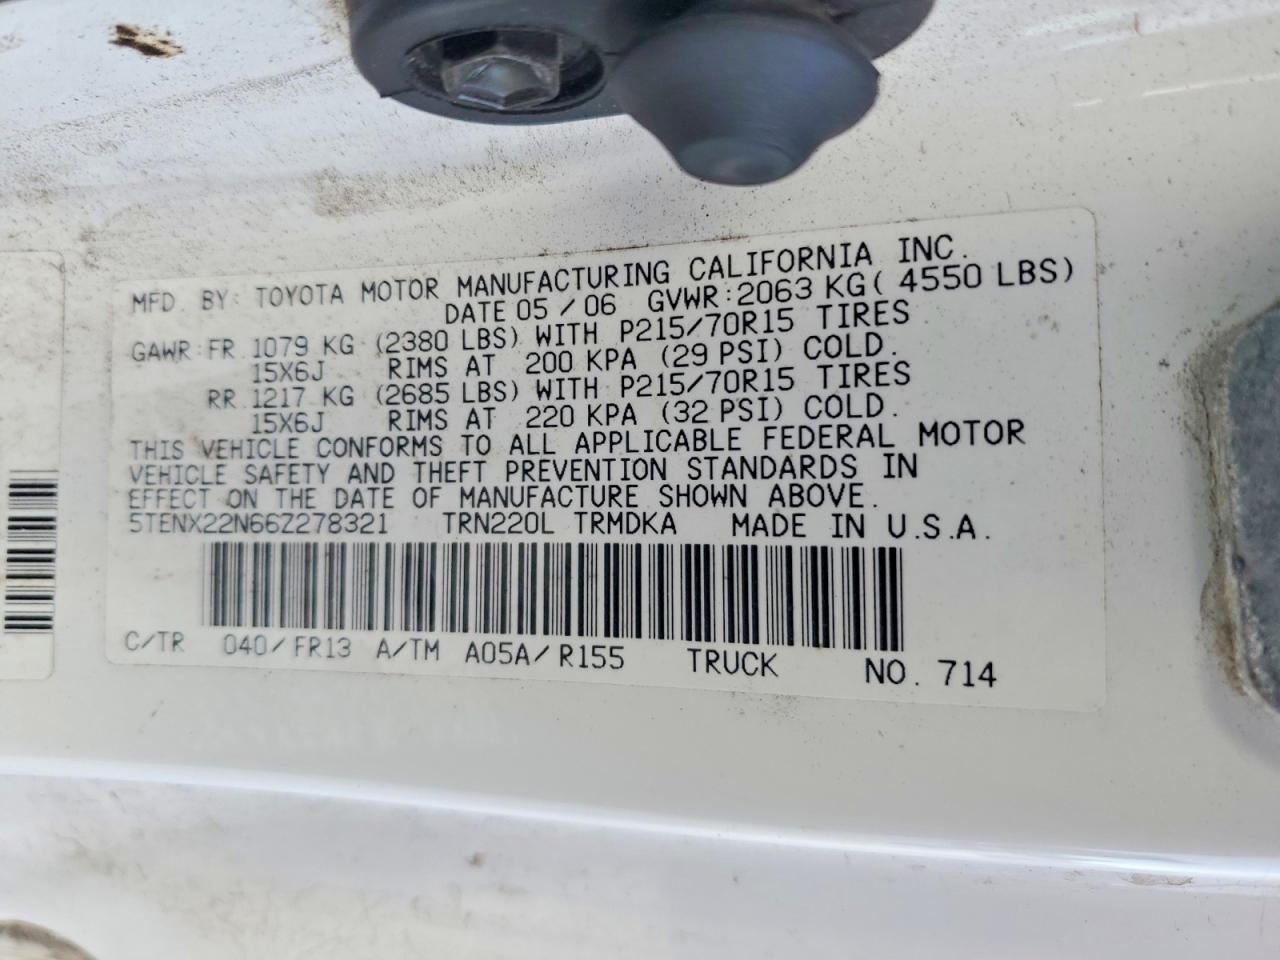 MFD. BY: TOYOTA MOTOR MANUFACTURING CALIFORNIA INC.
DATE 05/06 GVWR: 2063 KG ( 4550 LBS)
GAWR: FR 1079 KG (2380 LBS) WITH P215/70R15 TIRES
15X6J RIMS AT 200 KPA (29 PSI) COLD.
RR 1217 KG (2685 LBS) WITH P215/70R15 TIRES
15X6J RIMS AT 220 KPA (32 PSI) COLD.
THIS VEHICLE CONFORMS TO ALL APPLICABLE FEDERAL MOTOR
VEHICLE SAFETY AND THEFT PREVENTION STANDARDS IN
EFFECT ON THE DATE OF MANUFACTURE SHOWN ABOVE.
5TENX22N66Z278321 TRN220L TRMDKA MADE IN U.S.A.
C/TR 040/FR13 A/TM A05A/R155 TRUCK NO. 714